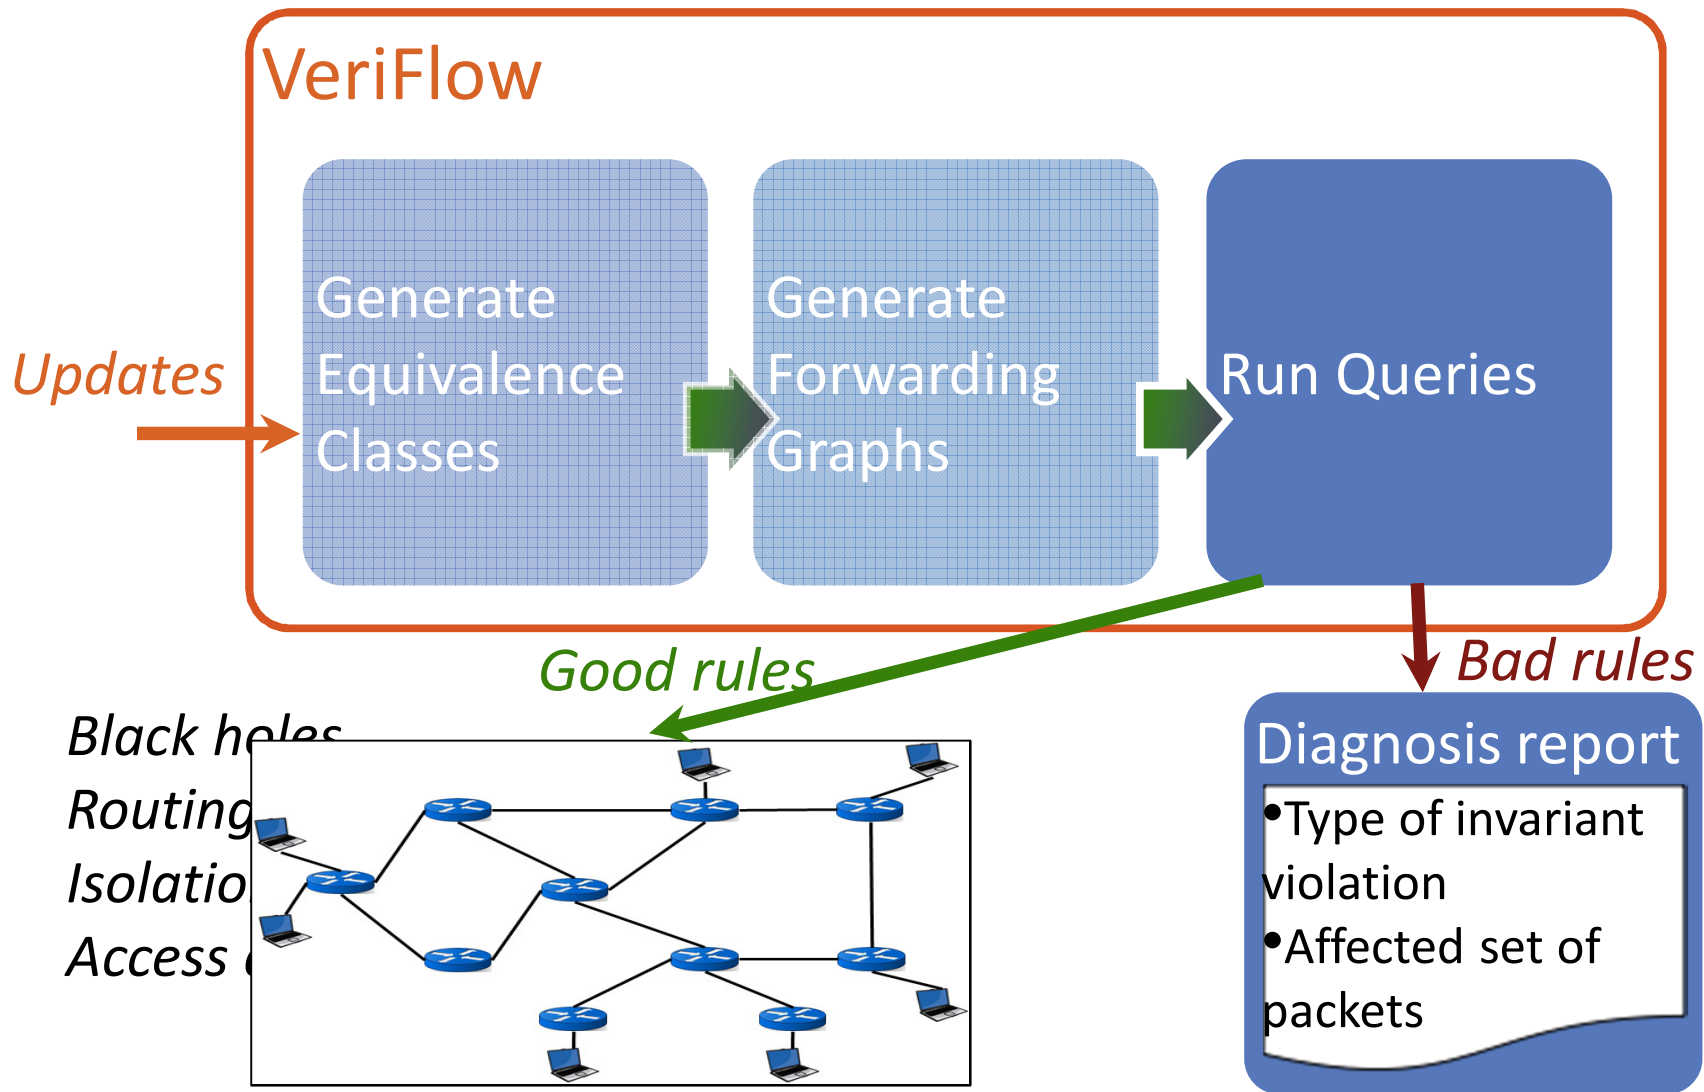 VeriFlow
Generate
Equivalence
Classes
Generate
Forwarding
Graphs
Run Queries
Updates
Good rules
Bad rules
Black holes
Routing
Access
Diagnosis report
•Type of invariant
violation
•Affected set of
packets